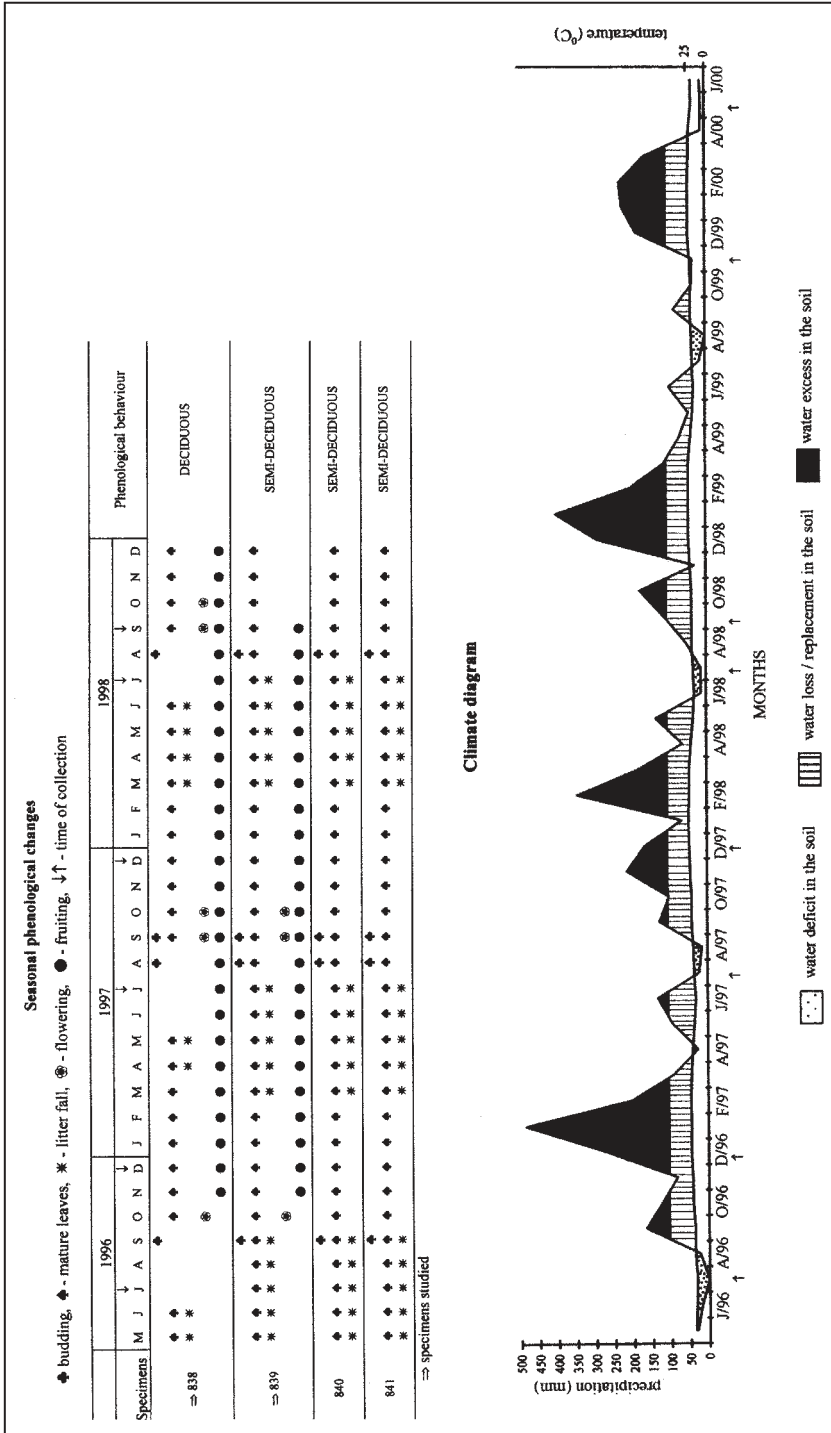 Seasonal phenological changes
♣ - budding, ♠ - mature leaves, ✳ - litter fall, ֍ - flowering, ● - fruiting, ↓↑ - time of collection
1996 1997 1998
Specimens M J J A S O N D J F M A M J J A S O N D J F M A M J J A S O N D Phenological behaviour
⇒ 838 DECIDUOUS
⇒ 839 SEMI-DECIDUOUS
840 SEMI-DECIDUOUS
841 SEMI-DECIDUOUS
⇒ specimens studied
Climate diagram
precipitation (mm)
500
450
400
350
300
250
200
150
100
50
0
temperature (°C)
25
0
J/96 A/96 O/96 D/96 F/97 A/97 J/97 A/97 O/97 D/97 F/98 A/98 J/98 A/98 O/98 D/98 F/99 A/99 J/99 A/99 O/99 D/99 F/00 A/00 J/00
MONTHS
water deficit in the soil
water loss / replacement in the soil
water excess in the soil